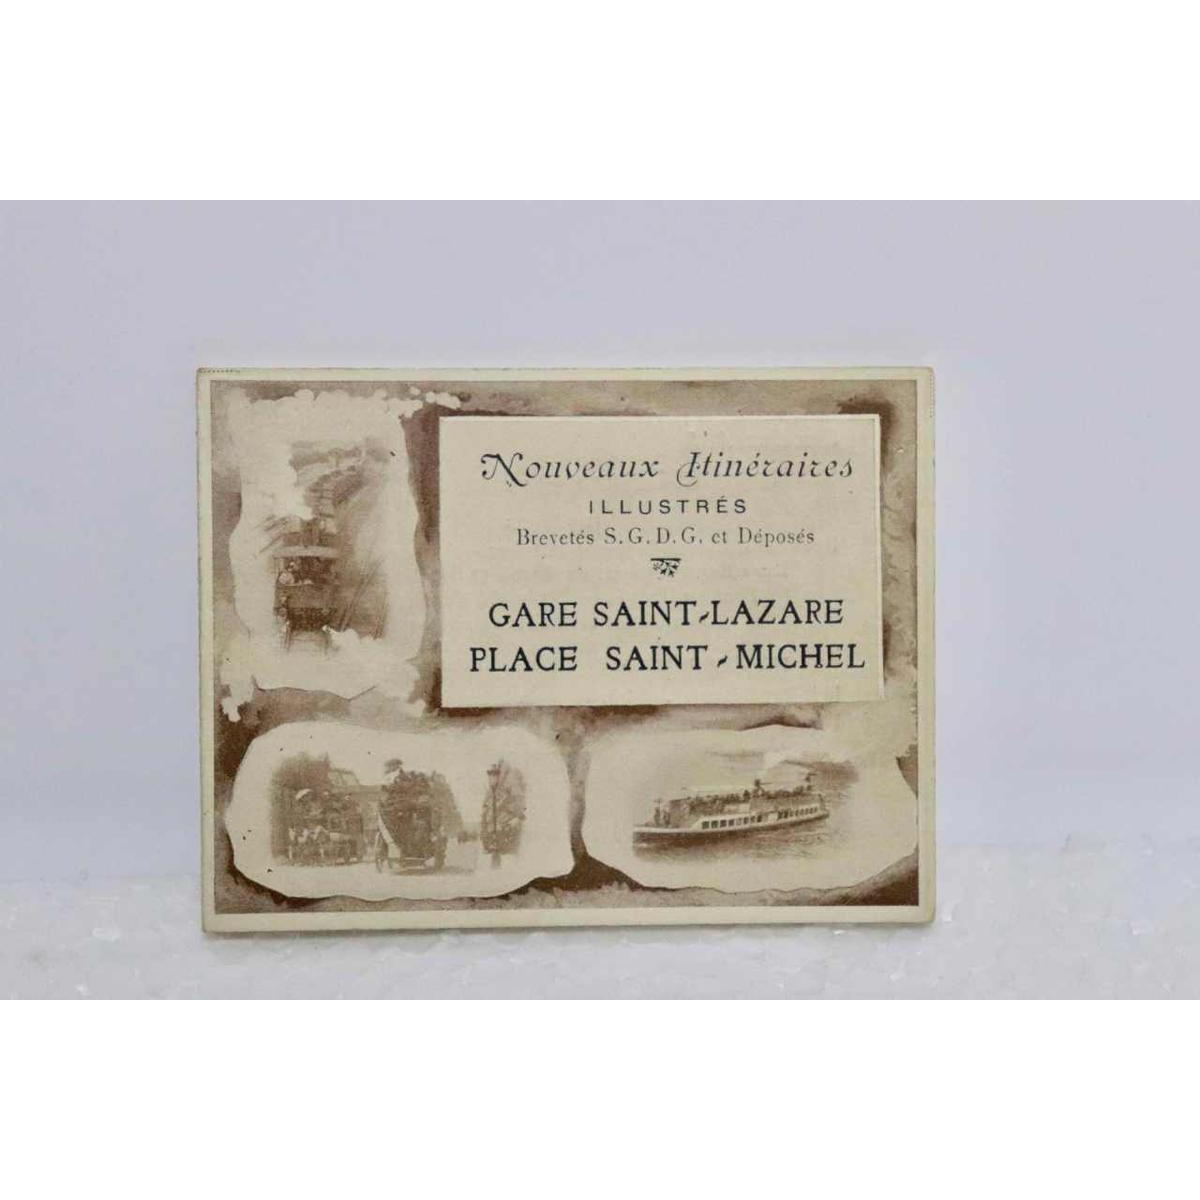 Nouveaux Itinéraires
ILLUSTRÉS
Brevetés S.G.D.G. et Déposés
GARE SAINT-LAZARE
PLACE SAINT-MICHEL